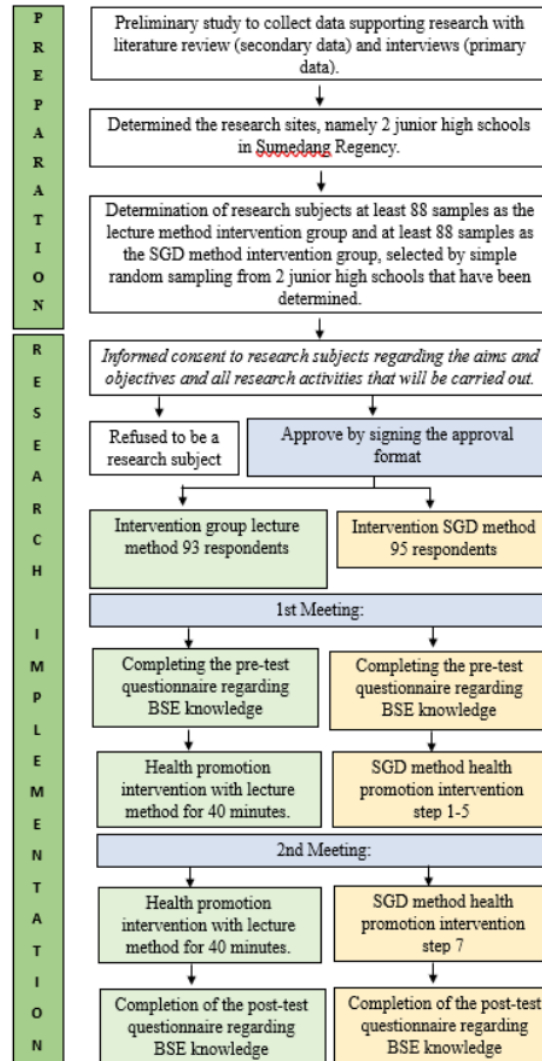 PREPARATION
Preliminary study to collect data supporting research with
literature review (secondary data) and interviews (primary
data).
Determined the research sites, namely 2 junior high schools
in Sumedang Regency.
Determination of research subjects at least 88 samples as the
lecture method intervention group and at least 88 samples as
the SGD method intervention group, selected by simple
random sampling from 2 junior high schools that have been
determined.
RESEARCH IMPLEMENTATION
Informed consent to research subjects regarding the aims and
objectives and all research activities that will be carried out.
Refused to be a
research subject
Approve by signing the approval
format
Intervention group lecture
method 93 respondents
Intervention SGD method
95 respondents
1st Meeting:
Completing the pre-test
questionnaire regarding
BSE knowledge
Completing the pre-test
questionnaire regarding
BSE knowledge
Health promotion
intervention with lecture
method for 40 minutes.
SGD method health
promotion intervention
step 1-5
2nd Meeting:
Health promotion
intervention with lecture
method for 40 minutes.
SGD method health
promotion intervention
step 7
Completion of the post-test
questionnaire regarding
BSE knowledge
Completion of the post-test
questionnaire regarding
BSE knowledge